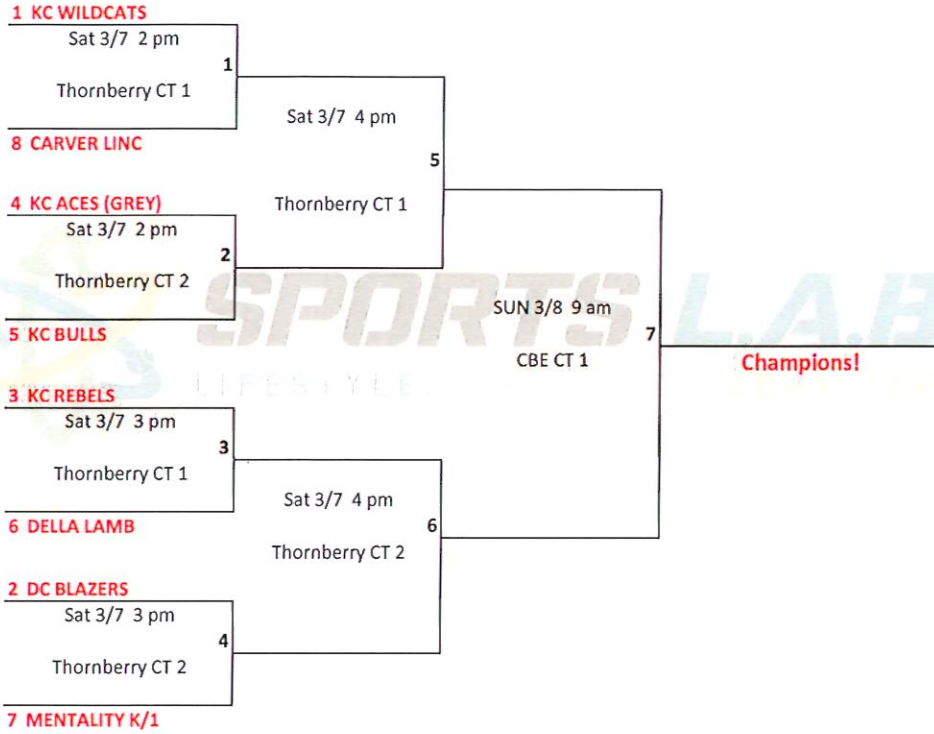 1 KC WILDCATS
Sat 3/7 2 pm
1
Thornberry CT 1
Sat 3/7 4 pm
8 CARVER LINC
5
4 KC ACES (GREY)
Thornberry CT 1
Sat 3/7 2 pm
2
Thornberry CT 2
SPORTS L.A.B
SUN 3/8 9 am
5 KC BULLS
7
CBE CT 1
Champions!
LIFESTYLE
3 KC REBELS
Sat 3/7 3 pm
3
Thornberry CT 1
Sat 3/7 4 pm
6 DELLA LAMB
6
Thornberry CT 2
2 DC BLAZERS
Sat 3/7 3 pm
4
Thornberry CT 2
7 MENTALITY K/1